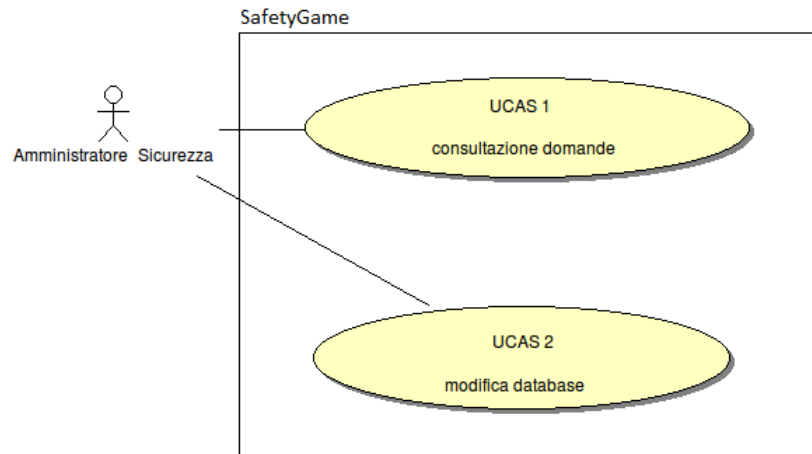 SafetyGame
UCAS 1
consultazione domande
Amministratore Sicurezza
UCAS 2
modifica database